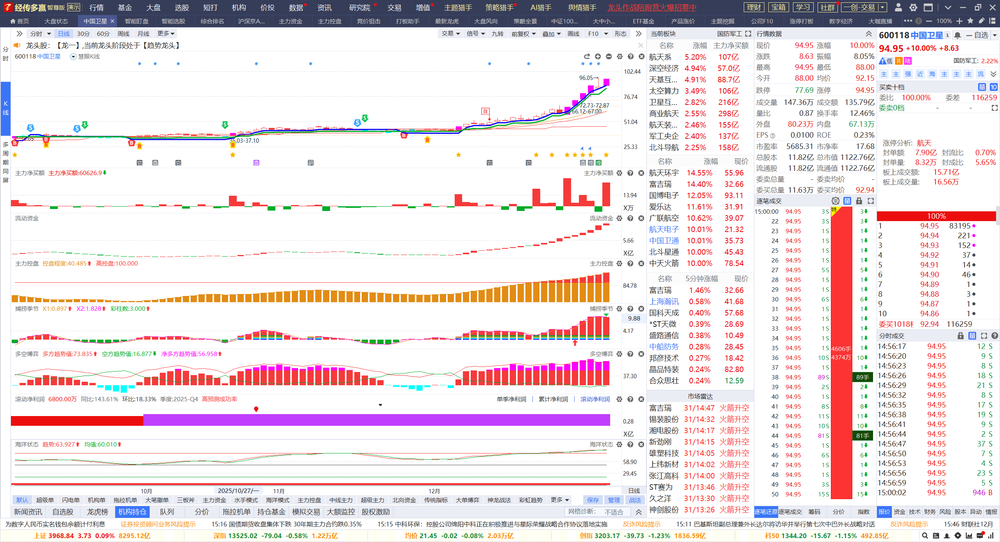 经传多赢 智尊版 演示 行情 基金 大盘 选股 短打 机构 价投 数据 资讯 研究院 交易 增值 主题猎手 策略猎手 AI猎手 舆情猎手 龙头作战陪跑营火爆招募中 理财 宝箱 学习 社群 一创-交易
首页 大盘状态 中国卫星 智能盯盘 智能选股 综合排名 沪深京A... 主力资金 主力控盘 竞价狙击 打板助手 最新龙虎 大盘风向 策略全景 中证100... 大中小... ETF基金 产品涨价 主题挖掘 公司F10 涨停打板 数字经济 大咖直播 100%
分时 日线 30分 60分 周线 月线 更多 交易 信号 九转 前复权 叠加 画线 F10 形态
龙头股：【龙一】,当前龙头阶段处于【趋势龙头】
600118 中国卫星 慧眼K线
分时
K线
多周期同屏
102.44
96.05→
76.74
72.73-72.87
66.12-67.00
自
51.04
36.03-37.10
25.33
主力净买额 主力净买额:60626.9 主力净买额
13.94
X万
流动资金 流动资金
5.66
X亿
主力控盘 控盘程度:40.485 高控盘:100.000 主力控盘
84.78
捕捞季节 X1:0.897 X2:1.828 彩柱数:3.000 捕捞季节
9.88
4.17
多空博弈 多方趋势值:73.835 空方趋势值:16.877 净多方趋势值:56.958 多空博弈
37.30
滚动净利润 6800.00万 同比:143.61% 环比:18.33% 季度:2025-Q4 高预测成功率 单季净利润 累计净利润 滚动净利润
0.28
X亿
海洋状态 趋势:63.927 均值:60.010 海洋状态
58.90
29.45
10月 2025/10/27/一 11月 12月 日线
默认 超级单 闪电单 机构单 拖拉机单 大笔撤单 三板斧 主力资金 水手模式 海洋模式 主力控盘 中线主力 超级主力 北向资金 传统指标 大单博弈 神龙战法 彩虹趋势 更多 保存 管理 战法
新闻资讯 自选股 龙虎榜 机构持仓 队列 分价 拖拉机单 持仓基金 模拟交易 大额监控 股权激励 网格诊断: 不适合
当前板块 国防军工
名称 涨幅 主力净买额
航天系 5.20% 107亿
深空经济 4.94% 57.0亿
天基互... 4.91% 88.7亿
太空算力 3.49% 106亿
卫星互... 2.82% 216亿
商业航天 2.55% 298亿
航天装... 2.46% 155亿
军工央企 2.40% 137亿
北斗导航 2.25% 158亿
名称 涨幅 现价
航天环宇 14.55% 55.96
富吉瑞 14.40% 32.66
国博电子 12.05% 93.11
爱乐达 11.61% 31.91
广联航空 10.62% 39.07
航天电子 10.01% 21.32
中国卫通 10.01% 35.73
北斗星通 10.00% 45.43
中天火箭 10.00% 78.54
名称 5分钟涨幅 现价
富吉瑞 1.46% 32.66
上海瀚讯 0.58% 41.68
国科天成 0.40% 57.68
*ST天微 0.39% 28.69
盛路通信 0.38% 10.49
中船防务 0.28% 28.45
邦彦技术 0.27% 18.42
晶品特装 0.24% 82.80
合众思壮 0.24% 12.59
市场雷达
富吉瑞 31/14:47 火箭升空
锡装股份 31/14:32 火箭升空
湘电股份 31/14:17 火箭升空
新劲刚 31/14:15 火箭升空
雄塑科技 31/14:05 火箭升空
上纬新材 31/14:02 火箭升空
张江高科 31/14:00 火箭升空
ST赛为 31/13:46 火箭升空
久之洋 31/13:30 火箭升空
神剑股份 31/13:26 火箭升空
行情数据
现价 94.95 涨幅 10.00%
涨跌 8.63 振幅 8.05%
最高 94.95 最低 88.00
今开 88.00 均价 92.15
跌停 77.69 涨停 94.95
成交量 147.36万 成交额 135.79亿
量比 0.87 换手率 12.46%
外盘 80.23万 内盘 67.13万
EPS③ 0.0100 ROE 0.23%
市盈率 5685.31 市净率 17.68
总股本 11.82亿 总市值 1122.76亿
流通股 11.82亿 流通值 1122.76亿
委卖总量 - 委卖均价 -
委买总量 11.63万 委买均价 92.94
逐笔成交
特
15:00:00 94.95 3 S 3
22 94.95 3 S 3
23 94.95 1 S 1
24 94.95 1 S 1
25 94.95 1 S 1
26 94.95 1 S 1
27 94.95 5 S 5
28 94.95 1 S 1
29 94.95 1 S 1
30 94.95 6 S 6
31 94.95 1 S 1
32 94.95 1 S 1
33 94.95 1 S 1
34 94.95 1 S 1
35 94.95 1 S 4606手 1
36 94.95 10 S 4374万 10
37 94.95 1 S 1
38 94.95 89 S 89手
39 94.95 2 S 2
40 94.95 1 S 1
41 94.95 8 S 8
42 94.95 11 S 11
43 94.95 10 S 10
44 94.95 81 S 81手
45 94.95 1 S 1
46 94.95 6 S 6
47 94.95 1 S 1
48 94.95 1 S 1
49 94.95 3 S 3
50 94.95 15 S 15
逐笔还原 逐笔成交 筹码 分价 指数
600118 中国卫星 自选
94.95 +10.00% +8.63
低 R 陆 国防军工: 2.22%
主 主 强 近 海 主 主 主 流
买卖十档 量 10
委比 100.00% 委差 116259
委卖0档 - -
涨停分析: 航天
封单额: 7.90亿 封流比: 0.70%
封单量: 8.32万 封成比: 5.65%
板上成交额: 15.71亿
板上成交量: 16.56万
100%
1 94.95 83195
2 94.94 221
3 94.93 152
4 94.92 37
5 94.91 14
6 94.90 46
7 94.89 1
8 94.88 3
9 94.87 1
10 94.86 1
委买1018档 92.94 116259
分时成交 量
14:56:17 94.95 12 S
14:56:20 94.95 9 S
14:56:23 94.95 8 S
14:56:26 94.95 18 S
14:56:29 94.95 21 S
14:56:32 94.95 8 S
14:56:35 94.95 17 S
14:56:38 94.95 19 S
14:56:41 94.95 9 S
14:56:44 94.95 2 S
14:56:47 94.95 37 S
14:56:50 94.95 7 S
14:56:53 94.95 4 S
14:56:56 94.95 23 S
14:56:59 94.95 5 S
15:00:02 94.95 946 B
报价 资金 技术 财务 风险 股本 异动 情报
为数字人民币实名钱包余额计付利息 证券投资顾问业务风险提示 15:16 国债期货收盘集体下跌 30年期主力合约跌0.35% 15:15 中科环保：控股公司绵阳中科正在积极推进与星际荣耀战略合作协议落地实施 反诈风险提示 15:11 巴基斯坦副总理兼外长达尔将访华并举行第七次中巴外长战略对话 反诈风险提示 15:46 财联社12月
上证 3968.84 3.73 0.09% 8295.12亿 深指 13525.02 -79.04 -0.58% 1.22万亿 均价 21.45 -0.02 -0.08% 2.03万亿 创指 3203.17 -39.73 -1.23% 1836.59亿 科50 1344.20 -15.67 -1.15% 492.85亿